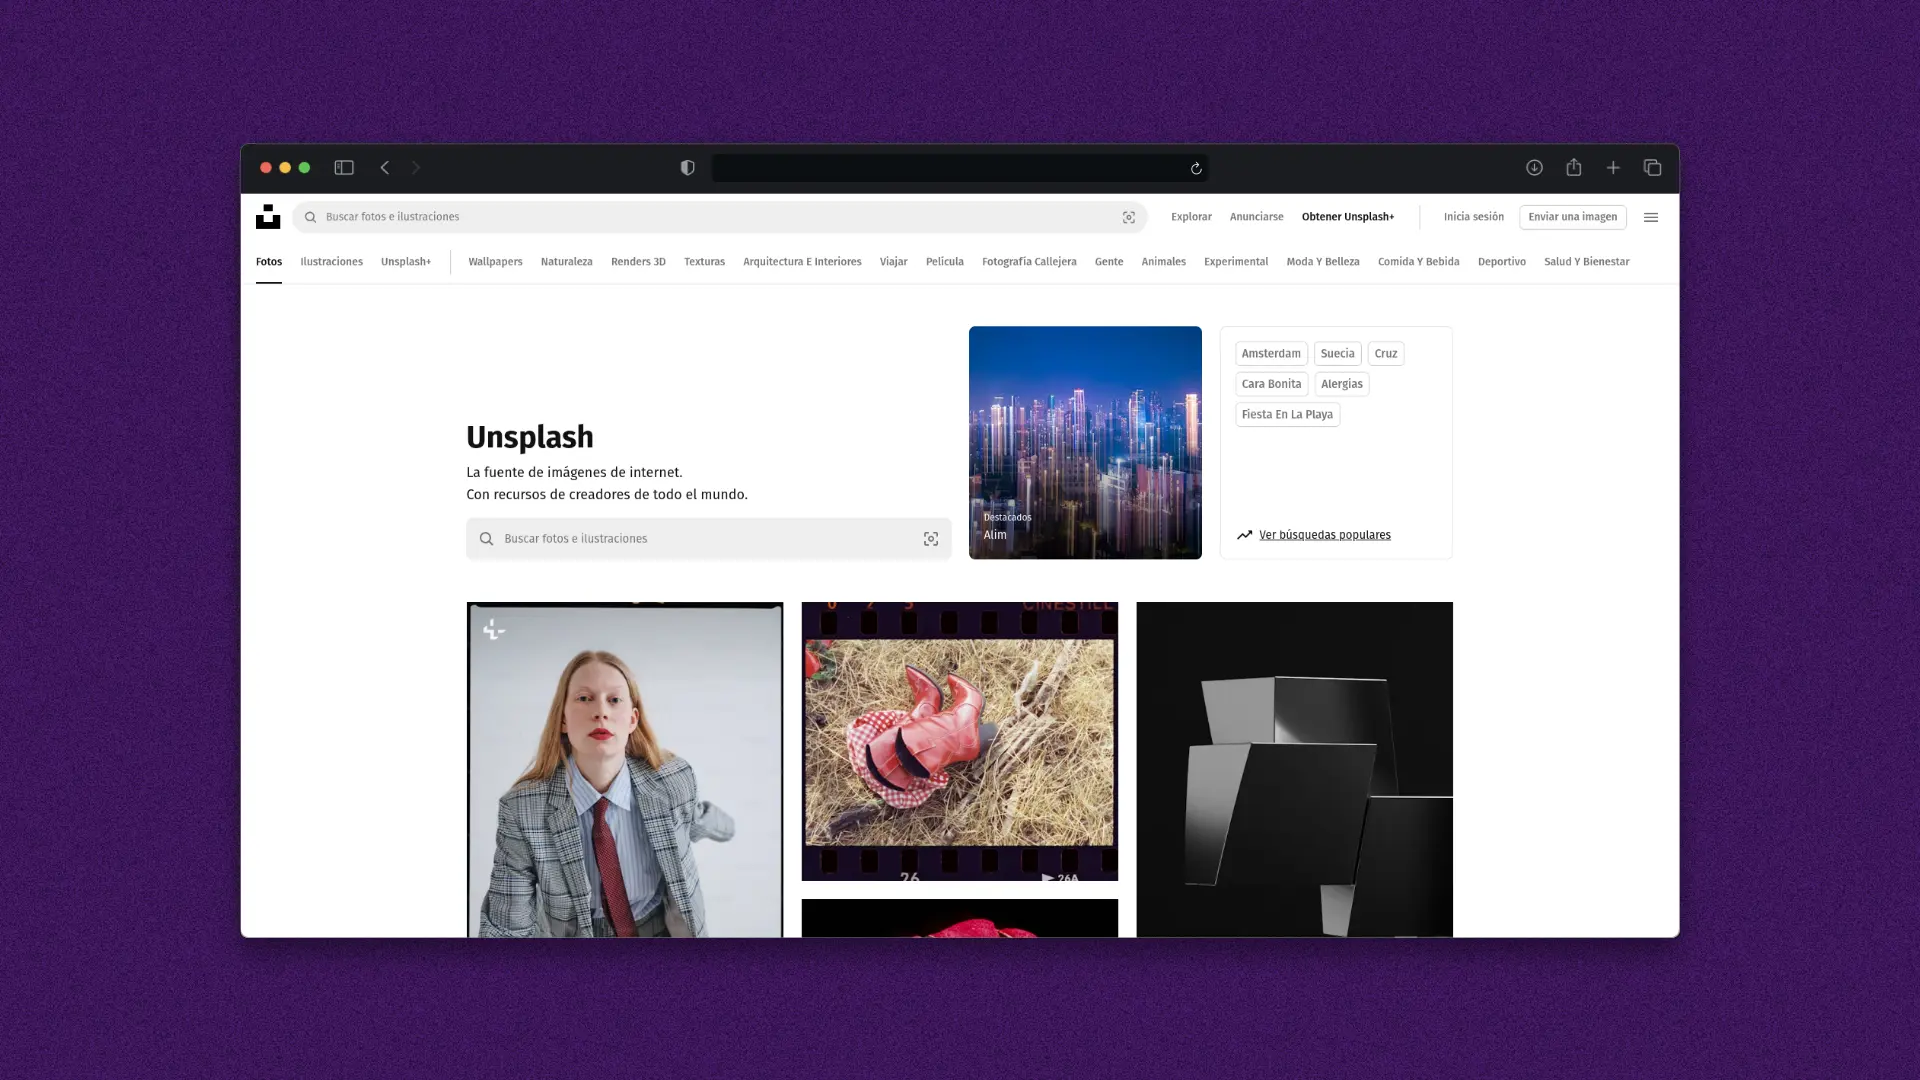 Buscar fotos e ilustraciones
Explorar Anunciarse Obtener Unsplash+ Inicia sesión Enviar una imagen
Fotos Ilustraciones Unsplash+ Wallpapers Naturaleza Renders 3D Texturas Arquitectura E Interiores Viajar Película Fotografía Callejera Gente Animales Experimental Moda Y Belleza Comida Y Bebida Deportivo Salud Y Bienestar
Unsplash
La fuente de imágenes de internet.
Con recursos de creadores de todo el mundo.
Buscar fotos e ilustraciones
Destacados
Alim
Amsterdam Suecia Cruz
Cara Bonita Alergias
Fiesta En La Playa
Ver búsquedas populares
CINESTILL
26 26A